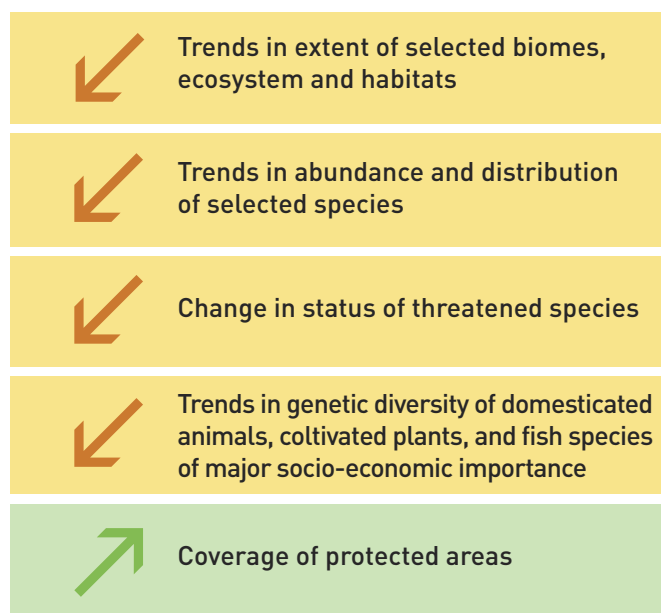 Trends in extent of selected biomes,
ecosystem and habitats
Trends in abundance and distribution
of selected species
Change in status of threatened species
Trends in genetic diversity of domesticated
animals, coltivated plants, and fish species
of major socio-economic importance
Coverage of protected areas